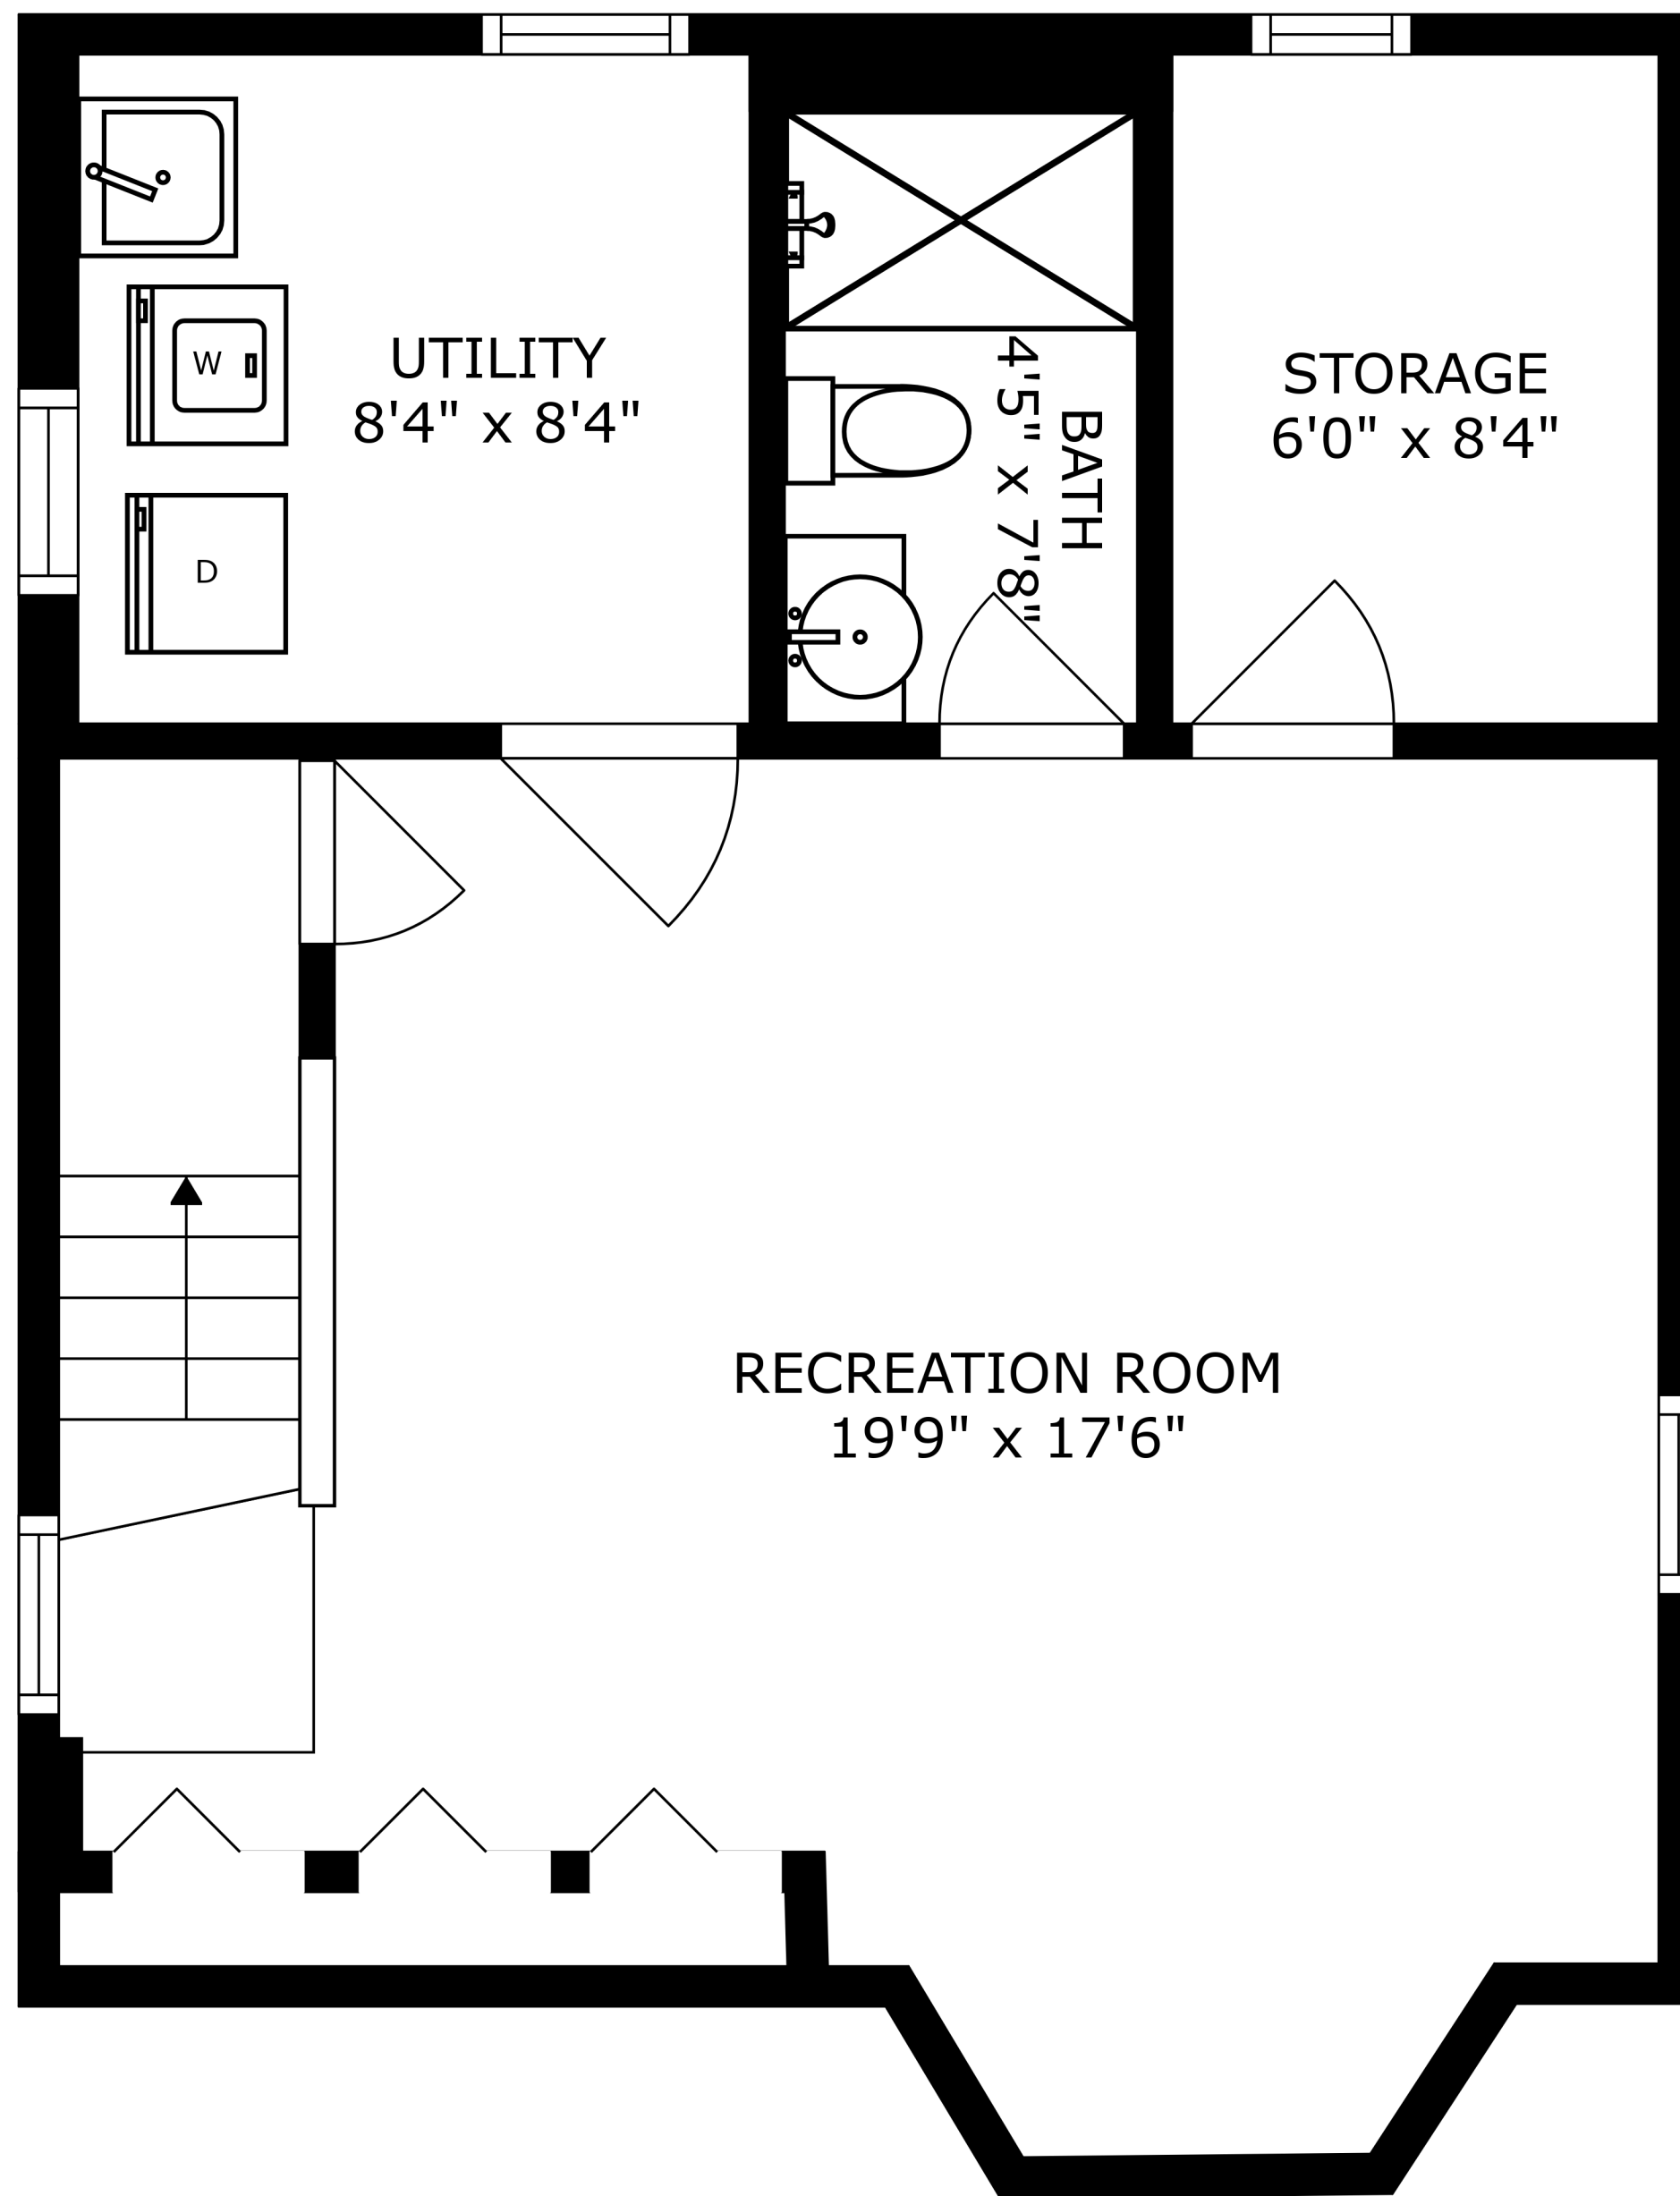 UTILITY
8'4" x 8'4"
W
D
BATH
4'5" x 7'8"
STORAGE
6'0" x 8'4"
RECREATION ROOM
19'9" x 17'6"